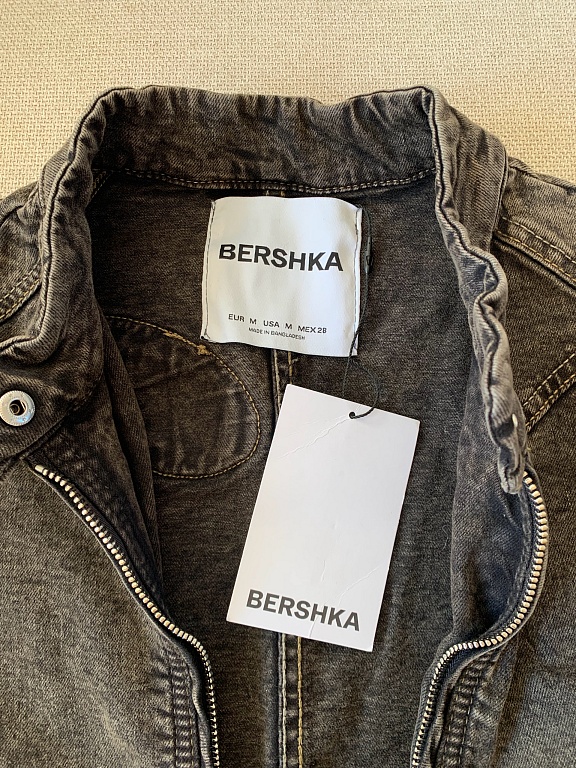 BERSHKA
EUR M USA M MEX 28
MADE IN BANGLADESH
BERSHKA